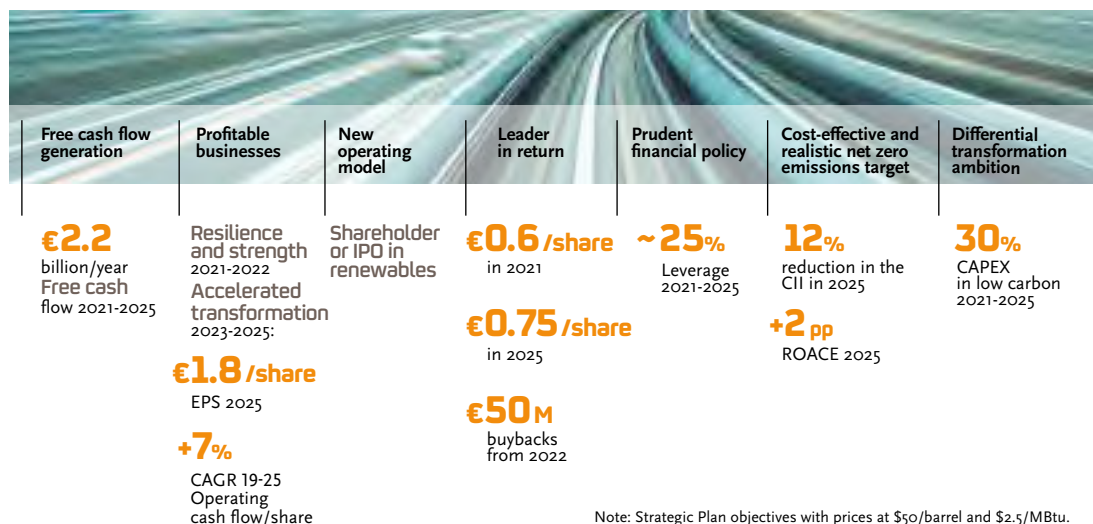 Free cash flow
generation
€2.2
billion/year
Free cash
flow 2021-2025
Profitable
businesses
Resilience
and strength
2021-2022
Accelerated
transformation
2023-2025:
€1.8/share
EPS 2025
+7%
CAGR 19-25
Operating
cash flow/share
New
operating
model
Shareholder
or IPO in
renewables
Leader
in return
€0.6/share
in 2021
€0.75/share
in 2025
€50M
buybacks
from 2022
Prudent
financial policy
~25%
Leverage
2021-2025
Cost-effective and
realistic net zero
emissions target
12%
reduction in the
CII in 2025
+2 pp
ROACE 2025
Differential
transformation
ambition
30%
CAPEX
in low carbon
2021-2025
Note: Strategic Plan objectives with prices at $50/barrel and $2.5/MBtu.